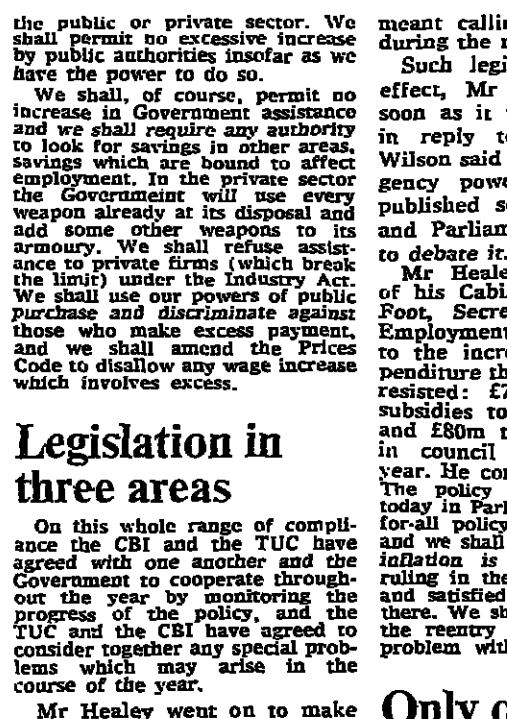 the public or private sector. We
shall permit no excessive increase
by public authorities insofar as we
have the power to do so.
We shall, of course, permit no
increase in Government assistance
and we shall require any authority
to look for savings in other areas,
savings which are bound to affect
employment. In the private sector
the Government will use every
weapon already at its disposal and
add some other weapons to its
armoury. We shall refuse assist-
ance to private firms (which break
the limit) under the Industry Act.
We shall use our powers of public
purchase and discriminate against
those who make excess payment,
and we shall amend the Prices
Code to disallow any wage increase
which involves excess.
Legislation in
three areas
On this whole range of compli-
ance the CBI and the TUC have
agreed with one another and the
Government to cooperate through-
out the year by monitoring the
progress of the policy, and the
TUC and the CBI have agreed to
consider together any special prob-
lems which may arise in the
course of the year.
Mr Healey went on to make
meant callin
during the
Such legi
effect, Mr
soon as it
in reply to
Wilson said
gency powe
published s
and Parliam
to debate it.
Mr Heale
of his Cabi
Foot, Secre
Employment
to the incre
penditure th
resisted: £7
subsidies to
and £80m t
in council
year. He con
The policy
today in Parl
for-all policy
and we shall
inflation is
ruling in the
and satisfied
there. We sh
the reentry
problem with
Only